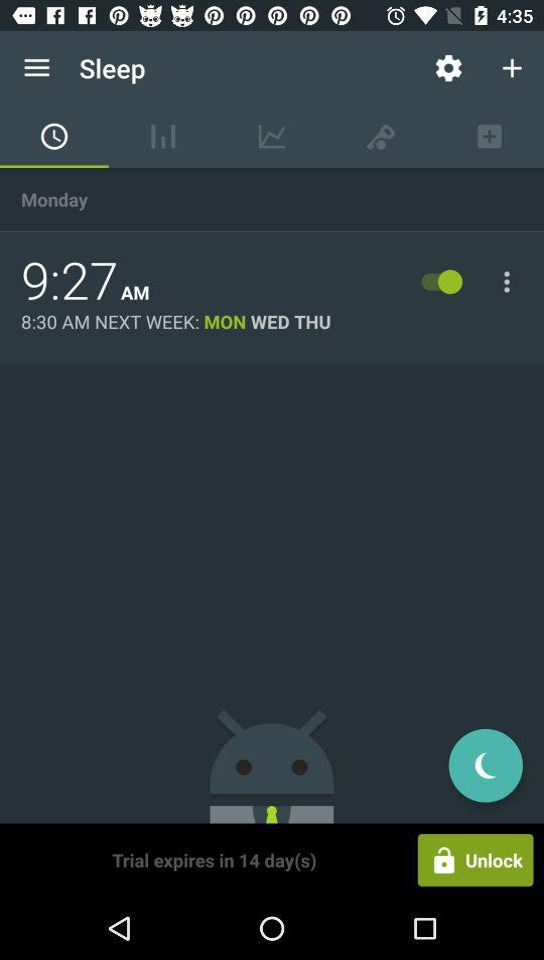 4:35
Sleep
Monday
9:27 AM
8:30 AM NEXT WEEK: MON WED THU
Trial expires in 14 day(s)
Unlock